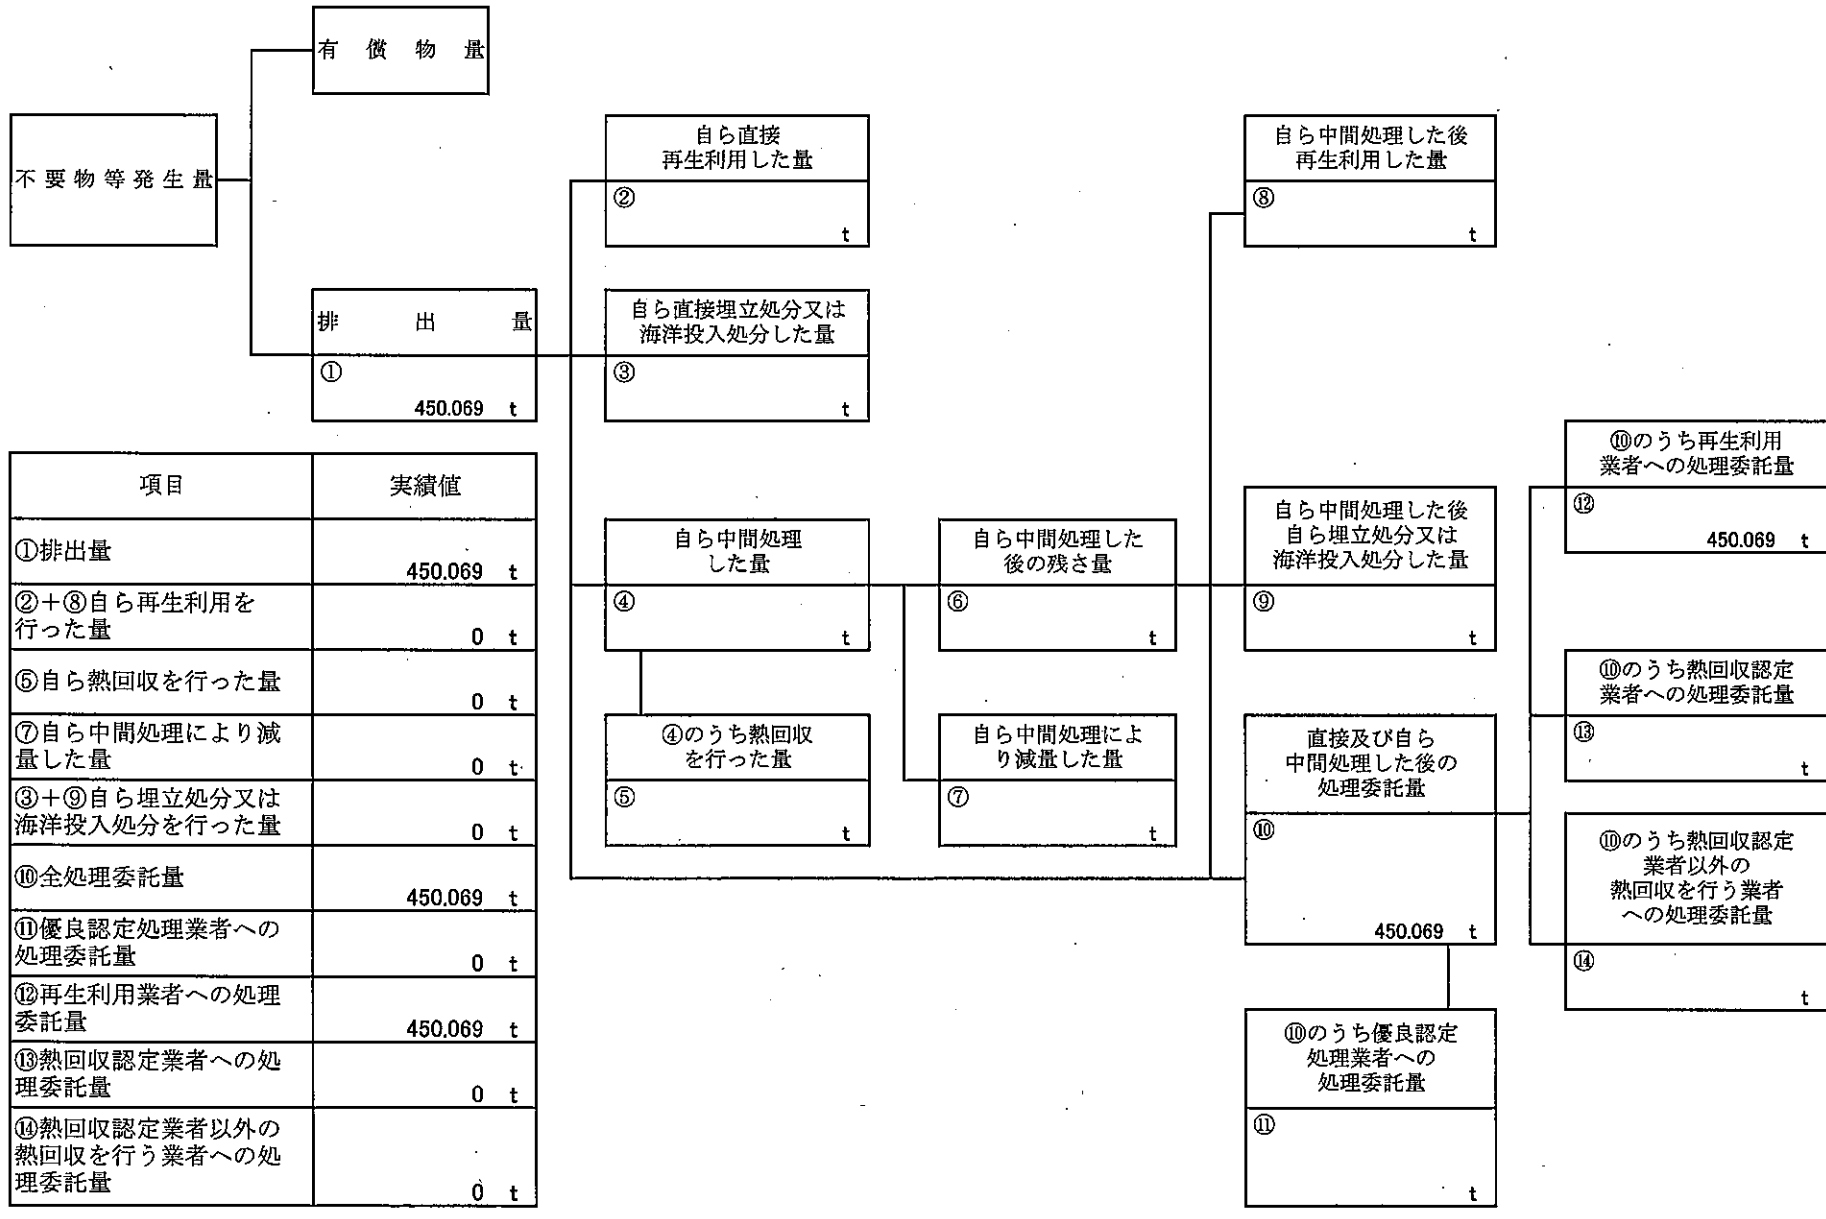 有償物量
不要物等発生量
排出量
①
450.069 t
自ら直接
再生利用した量
②
t
自ら直接埋立処分又は
海洋投入処分した量
③
t
自ら中間処理
した量
④
t
④のうち熱回収
を行った量
⑤
t
自ら中間処理した
後の残さ量
⑥
t
自ら中間処理によ
り減量した量
⑦
t
自ら中間処理した後
再生利用した量
⑧
t
自ら中間処理した後
自ら埋立処分又は
海洋投入処分した量
⑨
t
直接及び自ら
中間処理した後の
処理委託量
⑩
450.069 t
⑩のうち優良認定
処理業者への
処理委託量
⑪
t
⑩のうち再生利用
業者への処理委託量
⑫
450.069 t
⑩のうち熱回収認定
業者への処理委託量
⑬
t
⑩のうち熱回収認定
業者以外の
熱回収を行う業者
への処理委託量
⑭
t
項目 実績値
①排出量
450.069 t
②+⑧自ら再生利用を
行った量
0 t
⑤自ら熱回収を行った量
0 t
⑦自ら中間処理により減
量した量
0 t
③+⑨自ら埋立処分又は
海洋投入処分を行った量
0 t
⑩全処理委託量
450.069 t
⑪優良認定処理業者への
処理委託量
0 t
⑫再生利用業者への処理
委託量
450.069 t
⑬熱回収認定業者への処
理委託量
0 t
⑭熱回収認定業者以外の
熱回収を行う業者への処
理委託量
0 t